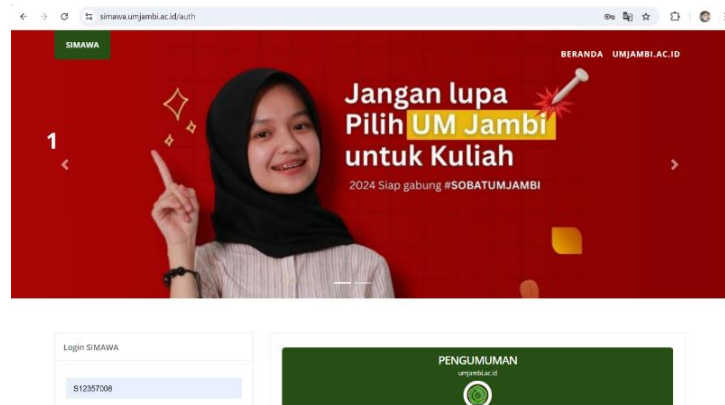 simawa.umjambi.ac.id/auth
SIMAWA
BERANDA UMJAMBI.AC.ID
Jangan lupa
Pilih UM Jambi
untuk Kuliah
2024 Siap gabung #SOBATUMJAMBI
1
Login SIMAWA
S12357008
PENGUMUMAN
umjambi.ac.id